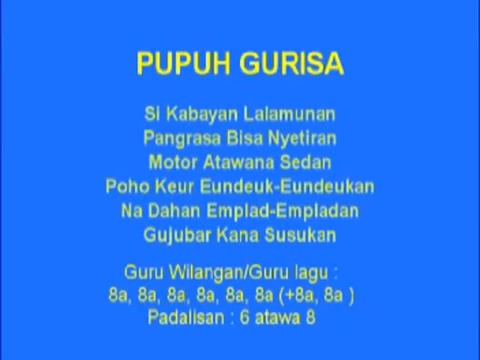 PUPUH GURISA
Si Kabayan Lalamunan
Pangrasa Bisa Nyetiran
Motor Atawana Sedan
Poho Keur Eundeuk-Eundeukan
Na Dahan Emplad-Empladan
Gujubar Kana Susukan
Guru Wilangan/Guru lagu :
8a, 8a, 8a, 8a, 8a, 8a (+8a, 8a )
Padalisan : 6 atawa 8